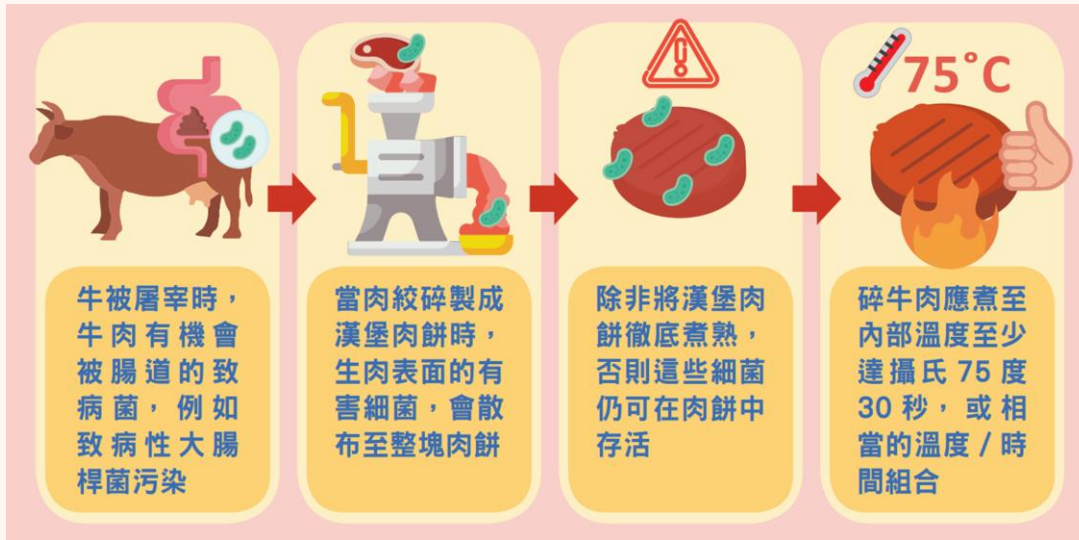 75°C
牛被屠宰時，
牛肉有機會
被腸道的致
病菌，例如
致病性大腸
桿菌污染
當肉絞碎製成
漢堡肉餅時，
生肉表面的有
害細菌，會散
布至整塊肉餅
除非將漢堡肉
餅徹底煮熟，
否則這些細菌
仍可在肉餅中
存活
碎牛肉應煮至
內部溫度至少
達攝氏 75 度
30 秒，或相
當的溫度 / 時
間組合